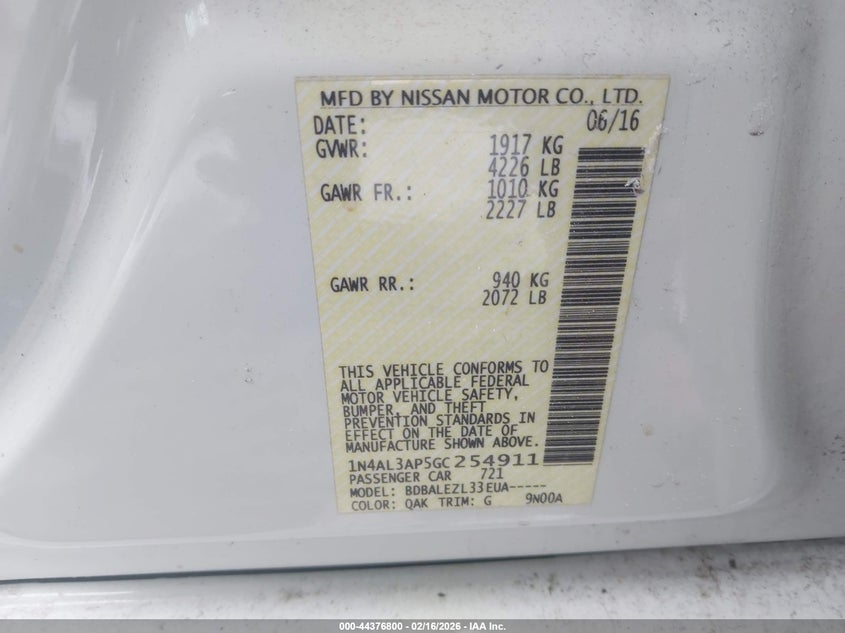 MFD BY NISSAN MOTOR CO., LTD.
DATE: 06/16
GVWR: 1917 KG
4226 LB
GAWR FR.: 1010 KG
2227 LB
GAWR RR.: 940 KG
2072 LB
THIS VEHICLE CONFORMS TO
ALL APPLICABLE FEDERAL
MOTOR VEHICLE SAFETY,
BUMPER, AND THEFT
PREVENTION STANDARDS IN
EFFECT ON THE DATE OF
MANUFACTURE SHOWN ABOVE.
1N4AL3AP5GC254911
PASSENGER CAR 721
MODEL: BDBALEZL33EUA-----
COLOR: QAK TRIM: G 9N00A
000-44376800 - 02/16/2026 - IAA Inc.